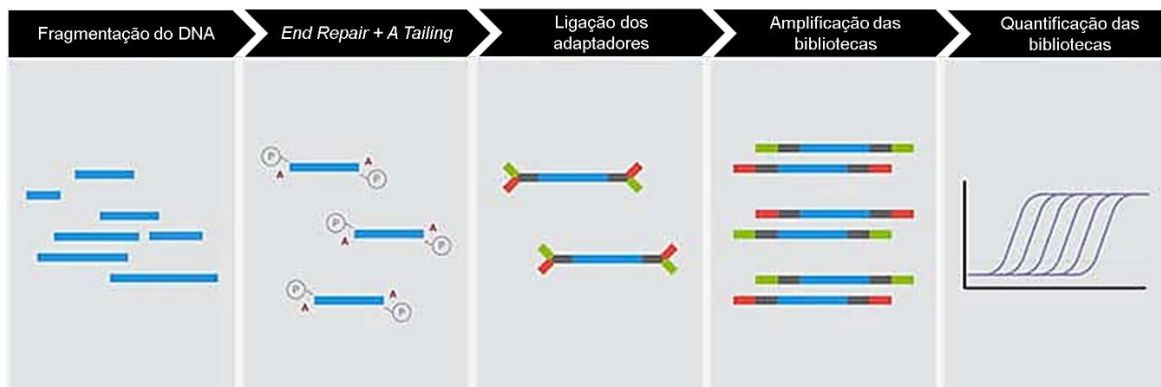 Fragmentação do DNA
End Repair + A Tailing
Ligação dos
adaptadores
Amplificação das
bibliotecas
Quantificação das
bibliotecas
P
A
A
P
P
A
A
P
P
A
A
P